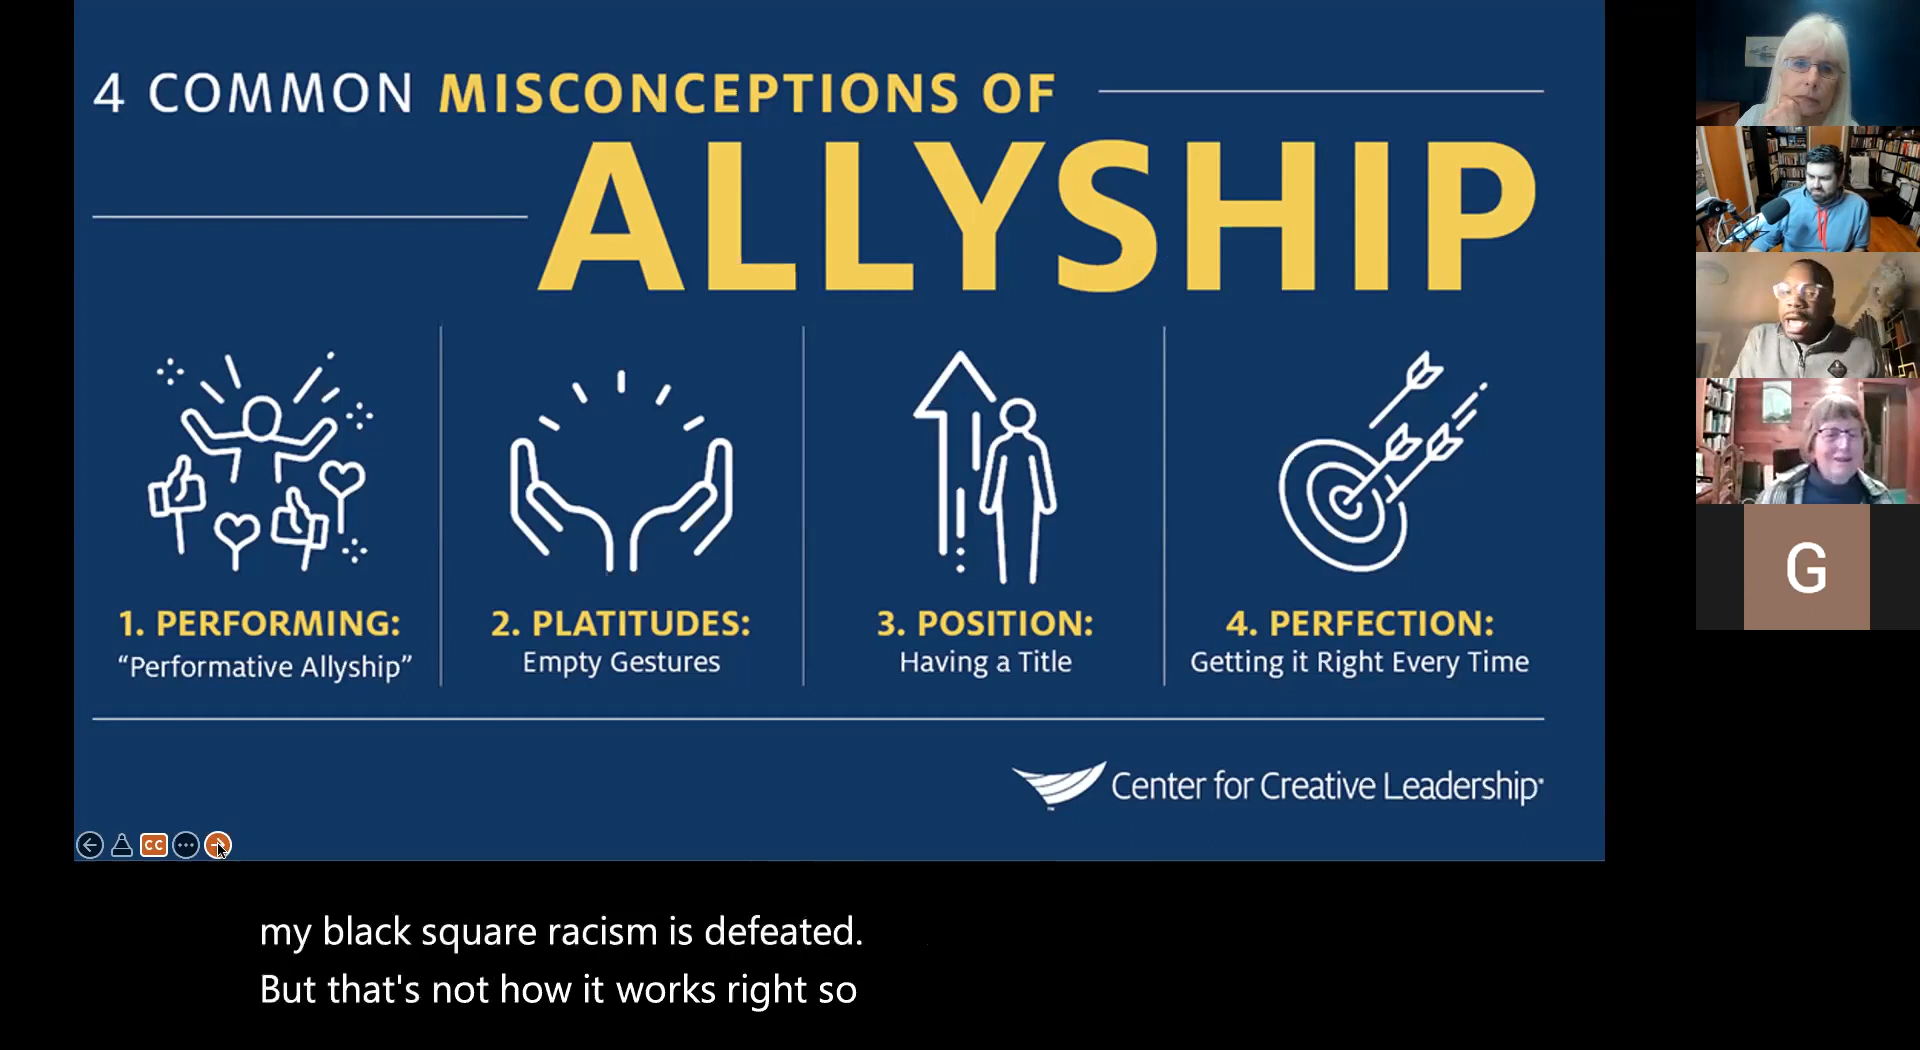 4 COMMON MISCONCEPTIONS OF
ALLYSHIP
1. PERFORMING:
“Performative Allyship”
2. PLATITUDES:
Empty Gestures
3. POSITION:
Having a Title
4. PERFECTION:
Getting it Right Every Time
Center for Creative Leadership®
CC
my black square racism is defeated.
But that's not how it works right so
G